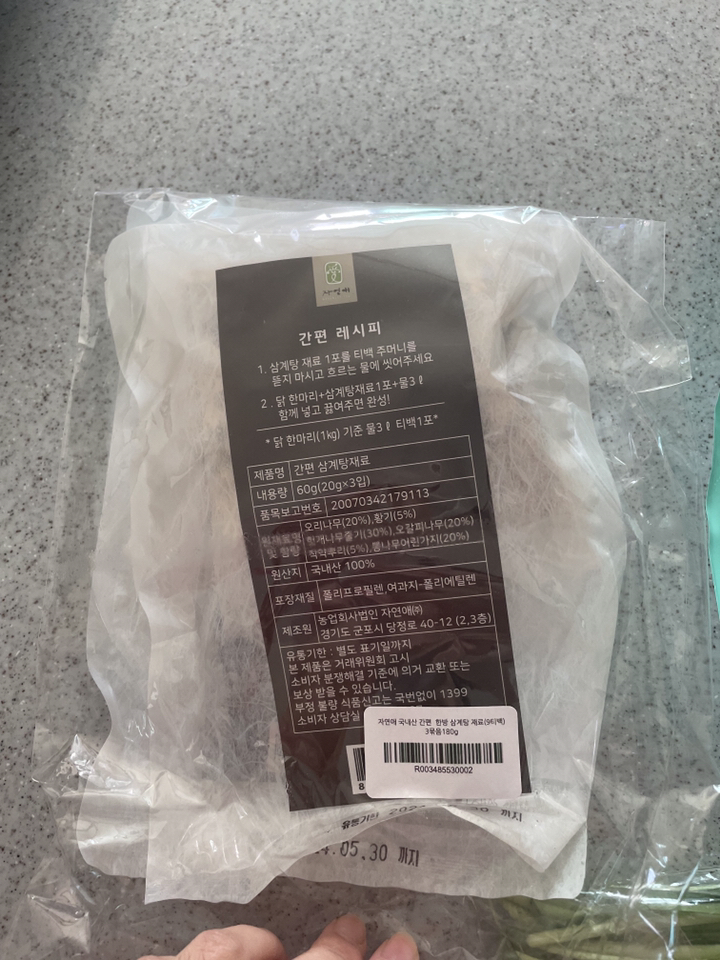 자연애
간편 레시피
1. 삼계탕 재료 1포를 티백 주머니를
뜯지 마시고 흐르는 물에 씻어주세요
2. 닭 한마리+삼계탕재료1포+물3ℓ
함께 넣고 끓여주면 완성!
*닭 한마리(1kg) 기준 물3ℓ 티백1포*
제품명 간편 삼계탕재료
내용량 60g(20g×3입)
품목보고번호 20070342179113
원재료명 오리나무(20%),황기(5%)
및 함량 헛개나무줄기(30%),오갈피나무(20%)
작약뿌리(5%),뽕나무어린가지(20%)
원산지 국내산 100%
포장재질 폴리프로필렌,여과지-폴리에틸렌
제조원 농업회사법인 자연애㈜
경기도 군포시 당정로 40-12 (2,3층)
유통기한 : 별도 표기일까지
본 제품은 거래위원회 고시
소비자 분쟁해결 기준에 의거 교환 또는
보상 받을 수 있습니다.
부정 불량 식품신고는 국번없이 1399
소비자 상담실
자연애 국내산 간편 한방 삼계탕 재료(9티백)
3묶음180g
R003485530002
8
유통기한 까지
4.05.30 까지